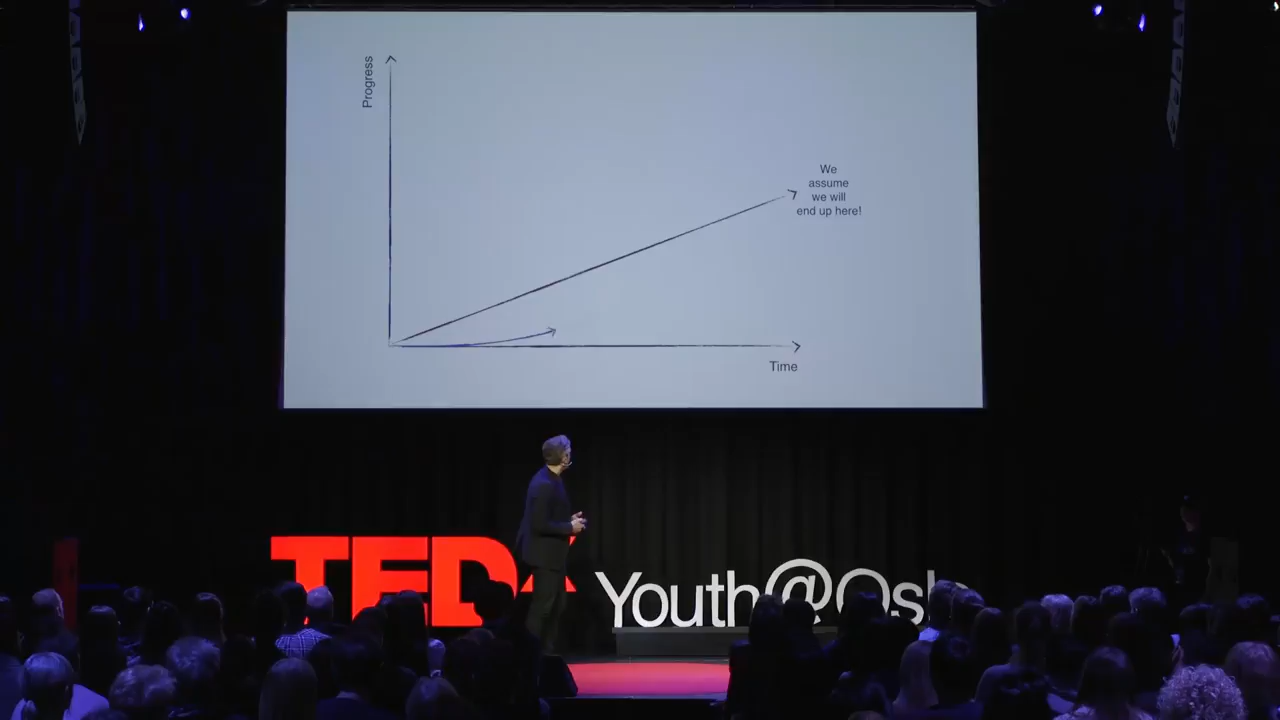 Progress
We
assume
we will
end up here!
Time
TEDx
Youth@Oslo